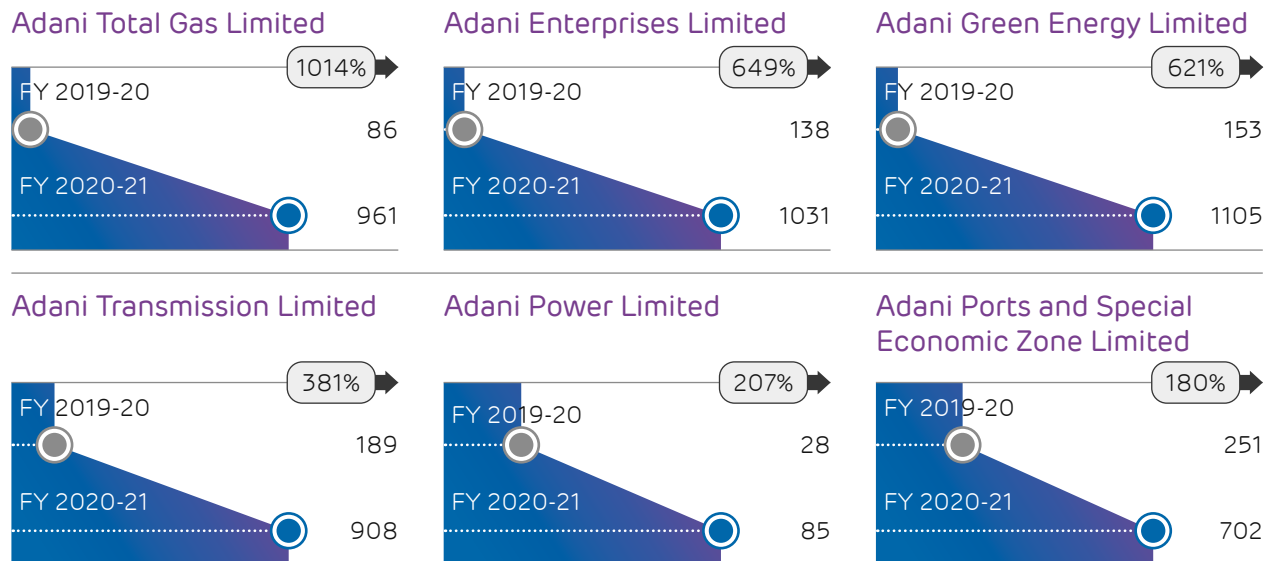 Adani Total Gas Limited
1014%
FY 2019-20
86
FY 2020-21
961
Adani Enterprises Limited
649%
FY 2019-20
138
FY 2020-21
1031
Adani Green Energy Limited
621%
FY 2019-20
153
FY 2020-21
1105
Adani Transmission Limited
381%
FY 2019-20
189
FY 2020-21
908
Adani Power Limited
207%
FY 2019-20
28
FY 2020-21
85
Adani Ports and Special
Economic Zone Limited
180%
FY 2019-20
251
FY 2020-21
702